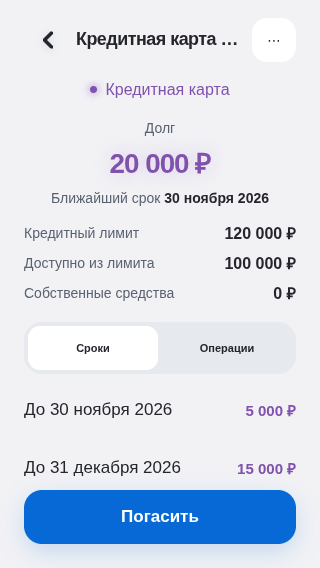 Кредитная карта ...
...
Кредитная карта
Долг
20 000 ₽
Ближайший срок 30 ноября 2026
Кредитный лимит 120 000 ₽
Доступно из лимита 100 000 ₽
Собственные средства 0 ₽
Сроки Операции
До 30 ноября 2026 5 000 ₽
До 31 декабря 2026 15 000 ₽
Погасить